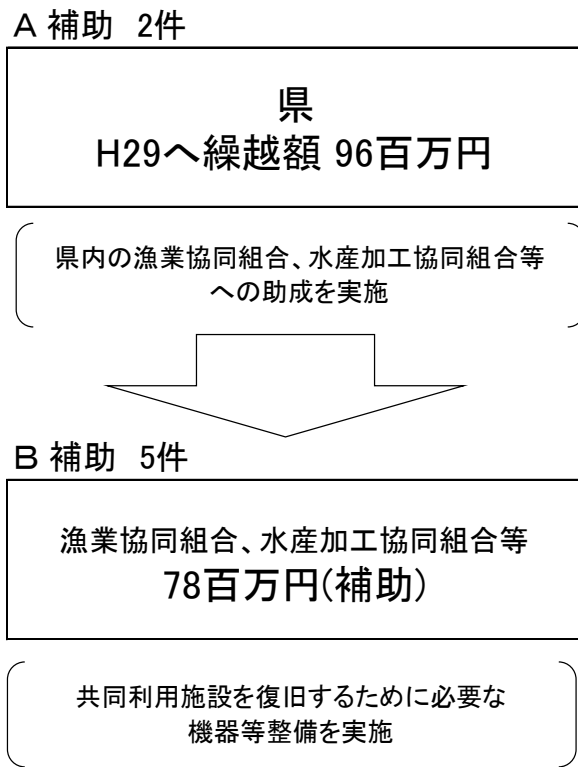 A 補助 2件
県
H29へ繰越額 96百万円
県内の漁業協同組合、水産加工協同組合等
への助成を実施
B 補助 5件
漁業協同組合、水産加工協同組合等
78百万円(補助)
共同利用施設を復旧するために必要な
機器等整備を実施